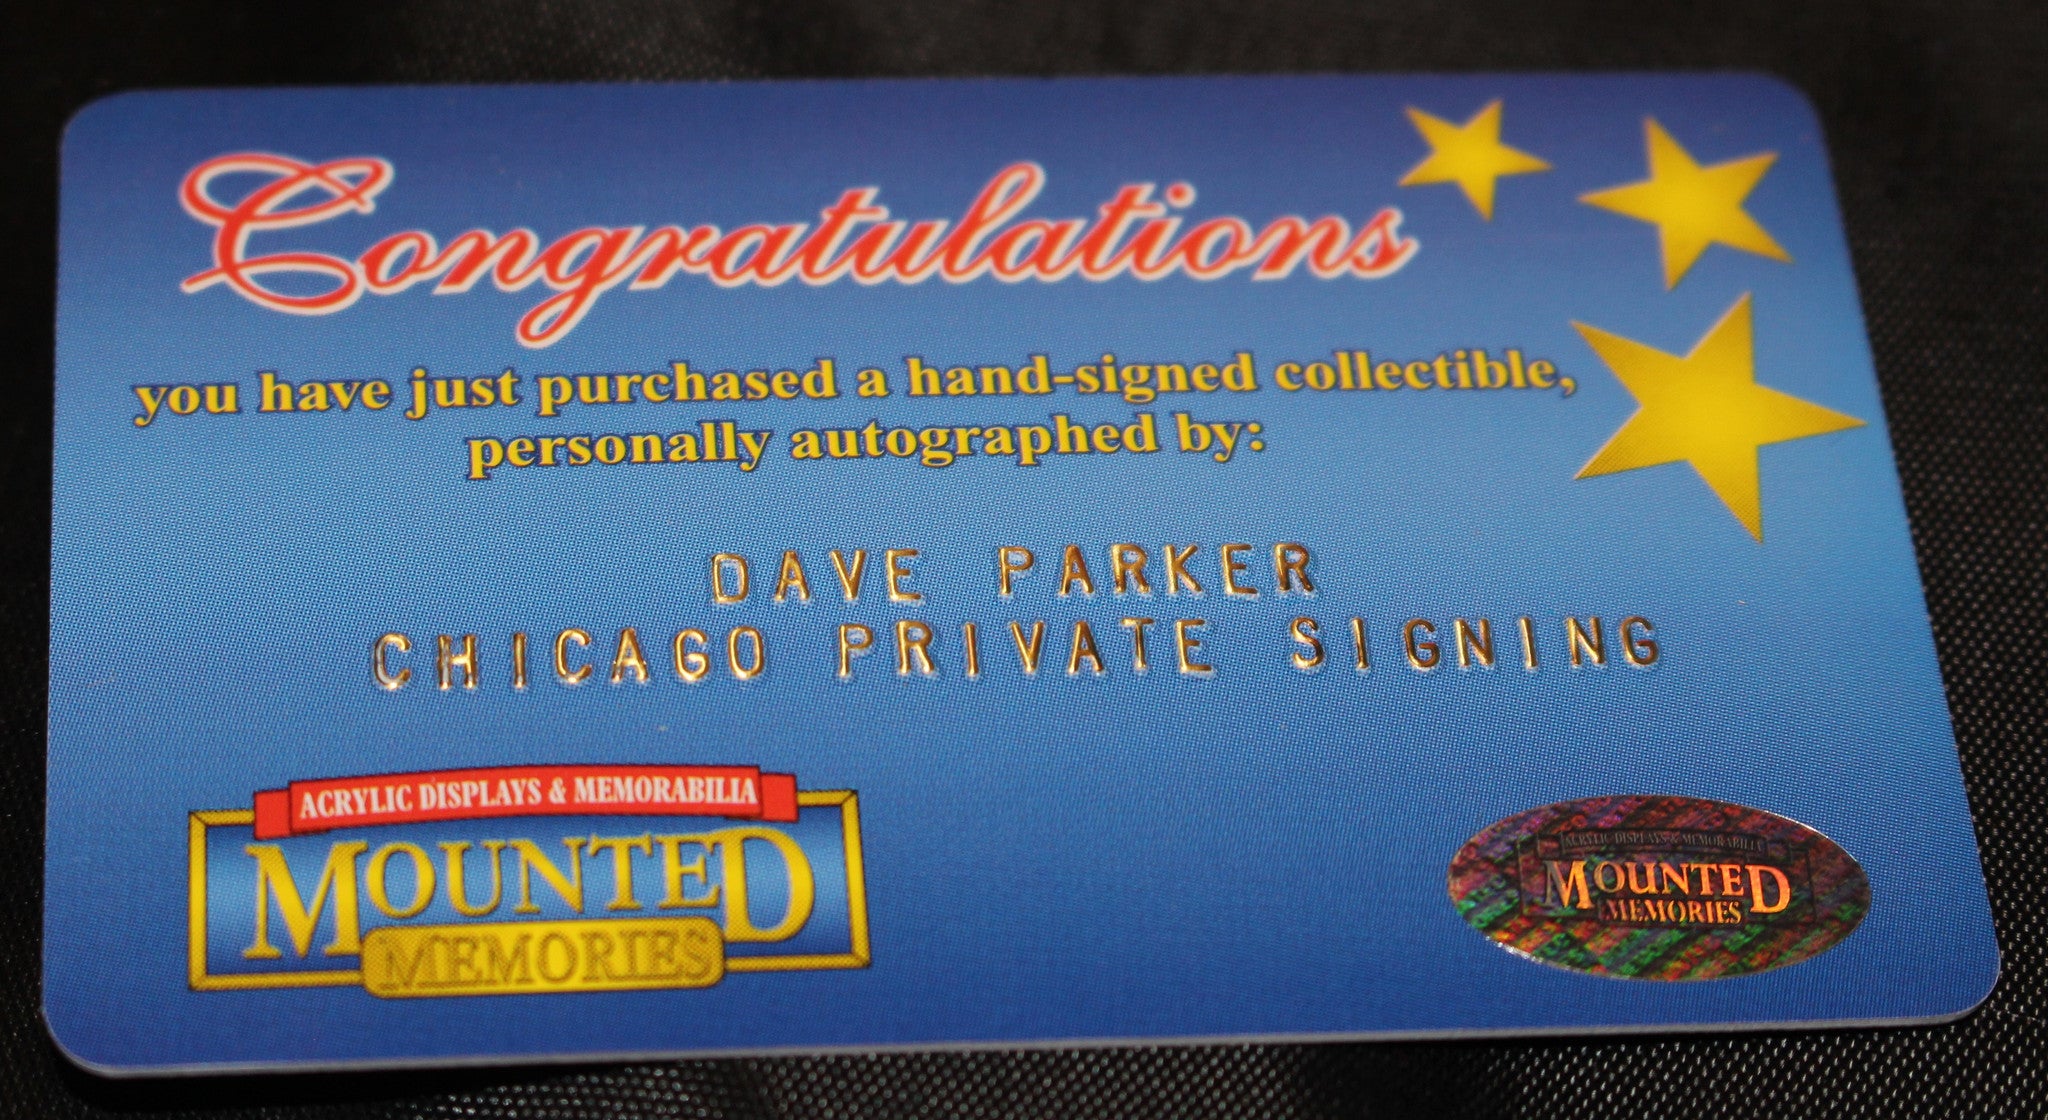 Congratulations
you have just purchased a hand-signed collectible,
personally autographed by:
DAVE PARKER
CHICAGO PRIVATE SIGNING
ACRYLIC DISPLAYS & MEMORABILIA
MOUNTED
MEMORIES
ACRYLIC DISPLAYS & MEMORABILIA
MOUNTED
MEMORIES